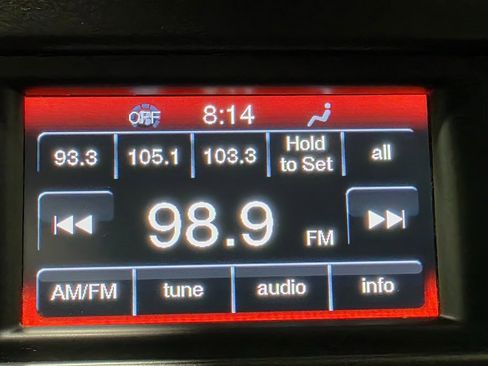 OFF 8:14
93.3 105.1 103.3 Hold to Set all
98.9 FM
AM/FM tune audio info